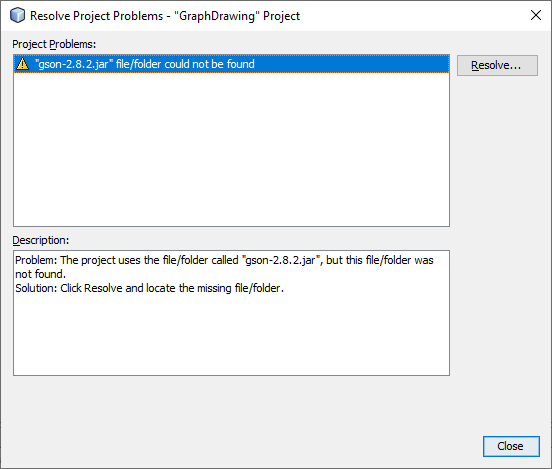 Resolve Project Problems - "GraphDrawing" Project
Project Problems:
"gson-2.8.2.jar" file/folder could not be found
Resolve...
Description:
Problem: The project uses the file/folder called "gson-2.8.2.jar", but this file/folder was
not found.
Solution: Click Resolve and locate the missing file/folder.
Close